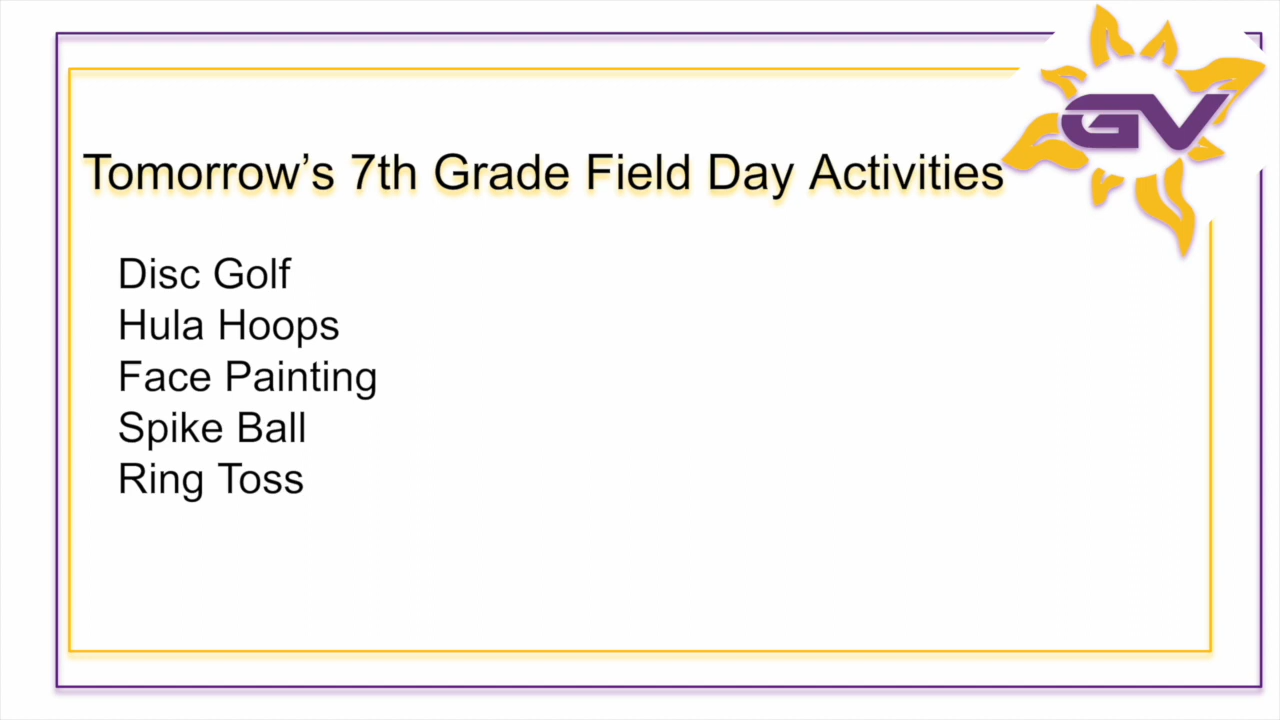 GV
Tomorrow’s 7th Grade Field Day Activities
Disc Golf
Hula Hoops
Face Painting
Spike Ball
Ring Toss